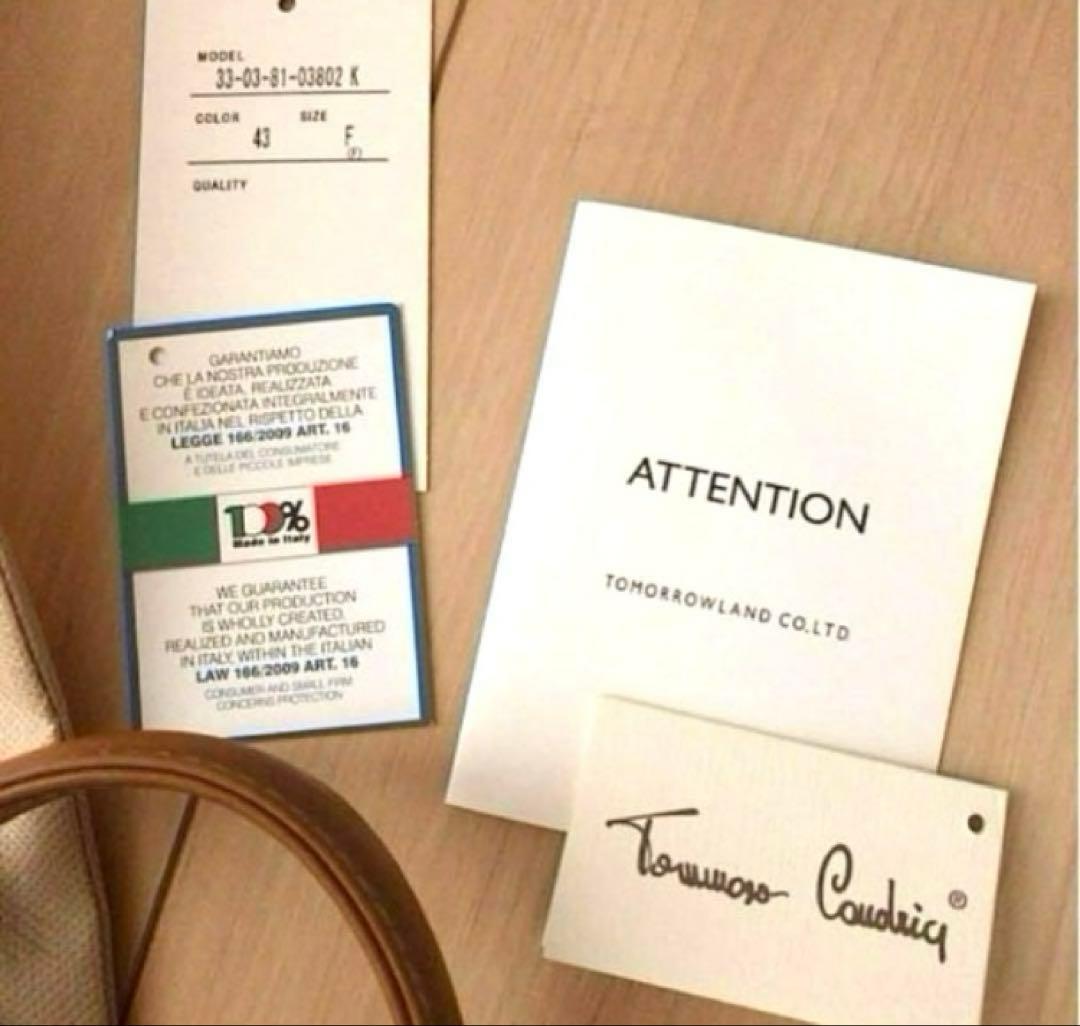 MODEL
33-03-81-03802 K
COLOR SIZE
43 F
(F)
QUALITY
GARANTIAMO
CHE LA NOSTRA PRODUZIONE
È IDEATA, REALIZZATA
E CONFEZIONATA INTEGRALMENTE
IN ITALIA NEL RISPETTO DELLA
LEGGE 166/2009 ART. 16
A TUTELA DEL CONSUMATORE
E DELLE PICCOLE IMPRESE
100%
Made in Italy
WE GUARANTEE
THAT OUR PRODUCTION
IS WHOLLY CREATED,
REALIZED AND MANUFACTURED
IN ITALY, WITHIN THE ITALIAN
LAW 166/2009 ART. 16
CONSUMER AND SMALL FIRM
CONCERNS PROTECTION
ATTENTION
TOMORROWLAND CO.LTD
Tommaso Caudria®